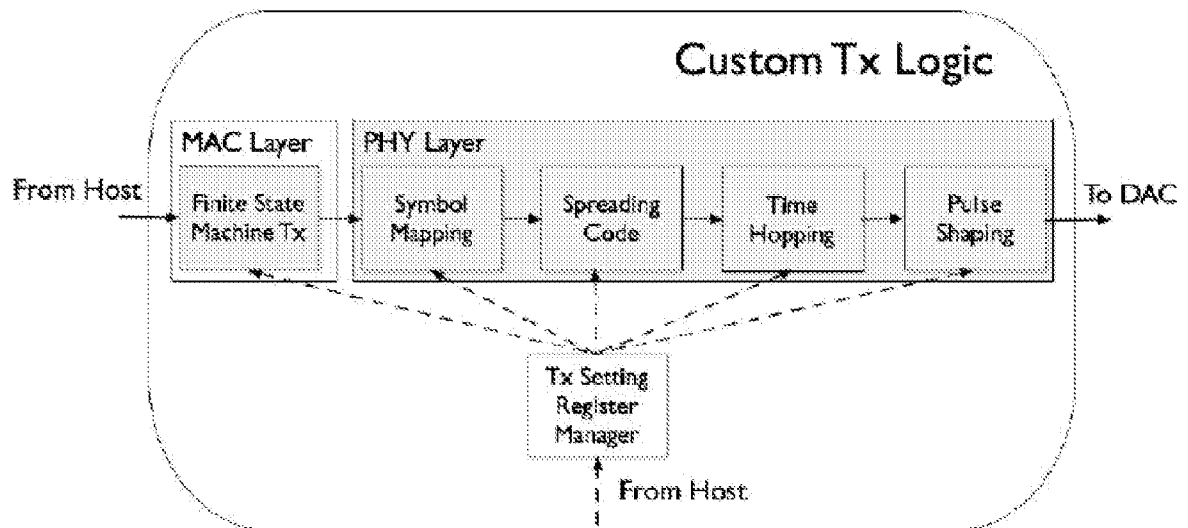 Custom Tx Logic
MAC Layer
PHY Layer
From Host
Finite State
Machine Tx
Symbol
Mapping
Spreading
Code
Time
Hopping
Pulse
Shaping
To DAC
Tx Setting
Register
Manager
From Host